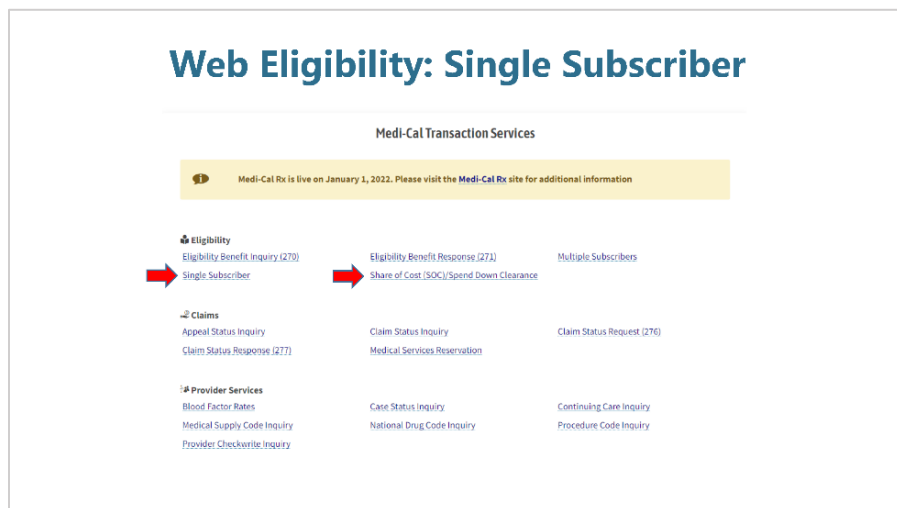 Web Eligibility: Single Subscriber
Medi-Cal Transaction Services
Medi-Cal Rx is live on January 1, 2022. Please visit the Medi-Cal Rx site for additional information
Eligibility
Eligibility Benefit Inquiry (270) Eligibility Benefit Response (271) Multiple Subscribers
Single Subscriber Share of Cost (SOC)/Spend Down Clearance
Claims
Appeal Status Inquiry Claim Status Inquiry Claim Status Request (276)
Claim Status Response (277) Medical Services Reservation
Provider Services
Blood Factor Rates Case Status Inquiry Continuing Care Inquiry
Medical Supply Code Inquiry National Drug Code Inquiry Procedure Code Inquiry
Provider Checkwrite Inquiry